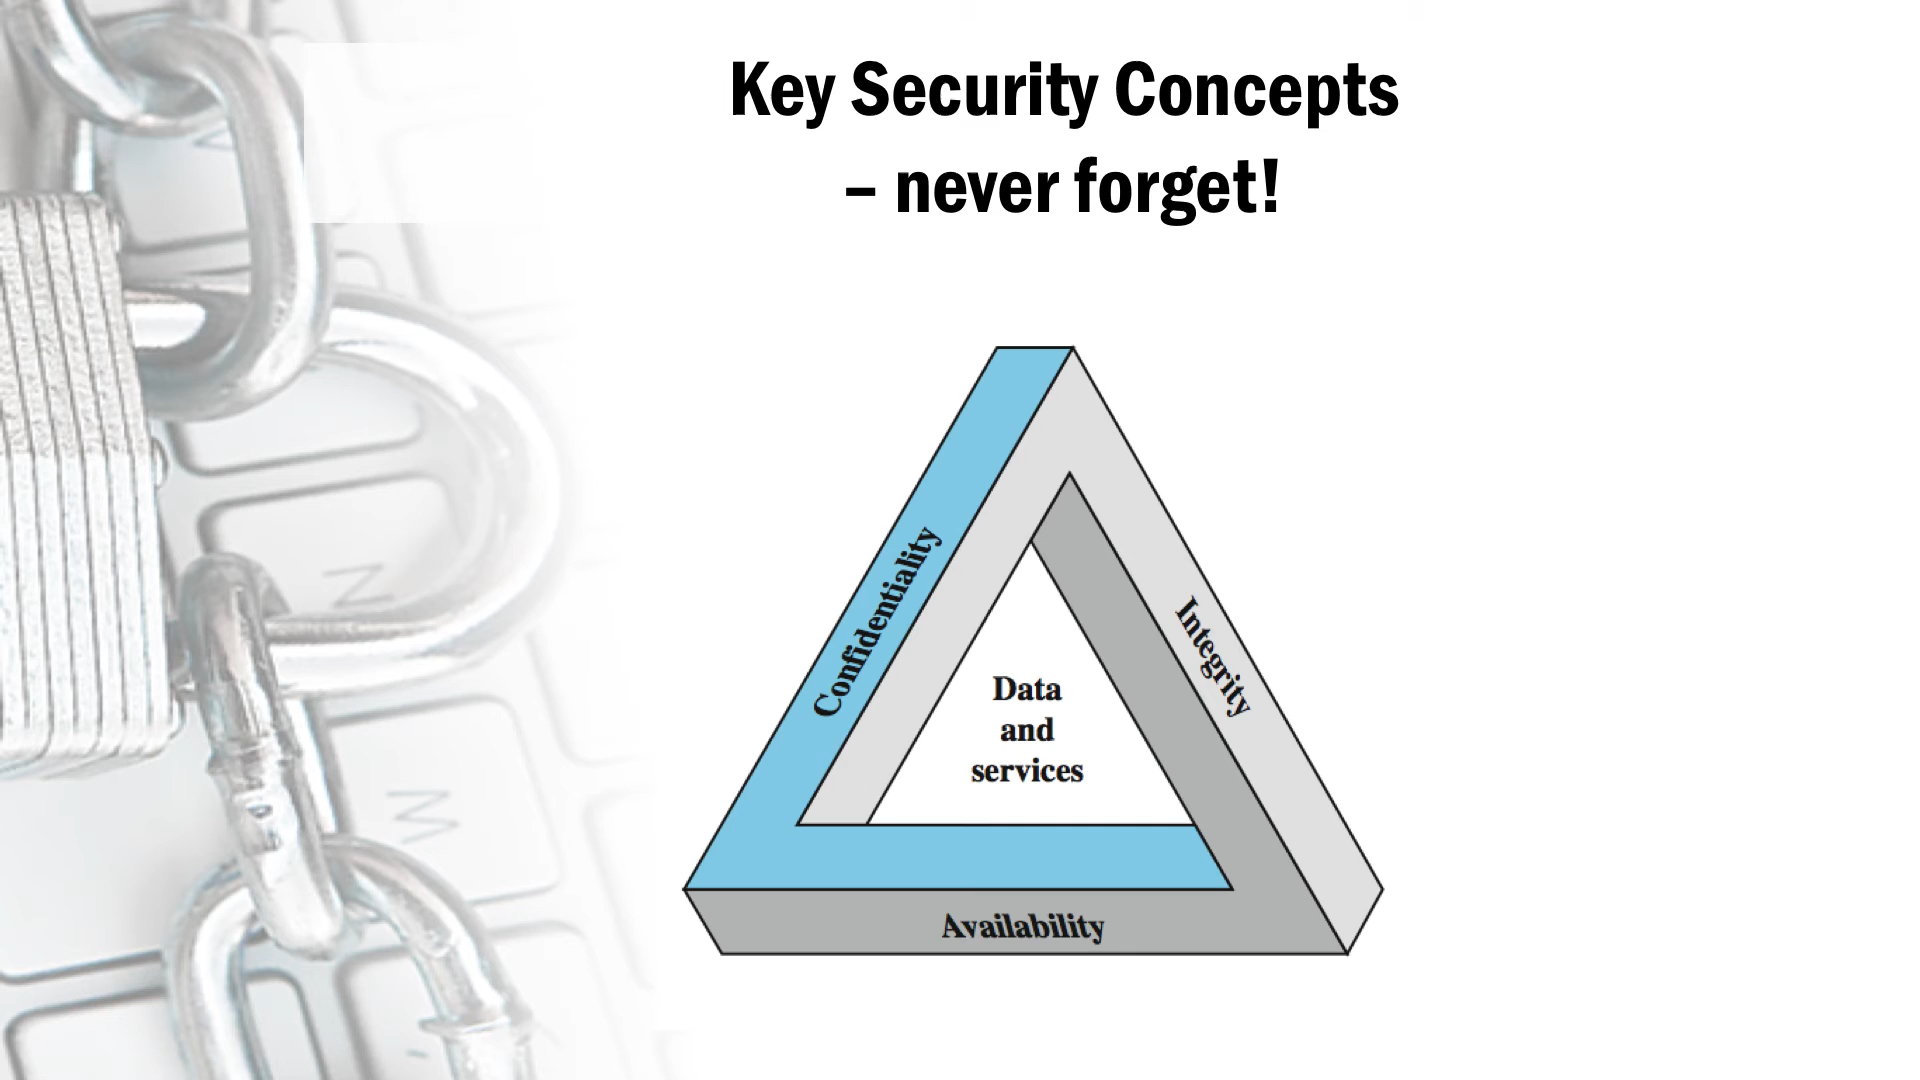 Key Security Concepts
– never forget!
Confidentiality
Integrity
Data
and
services
Availability
N
M